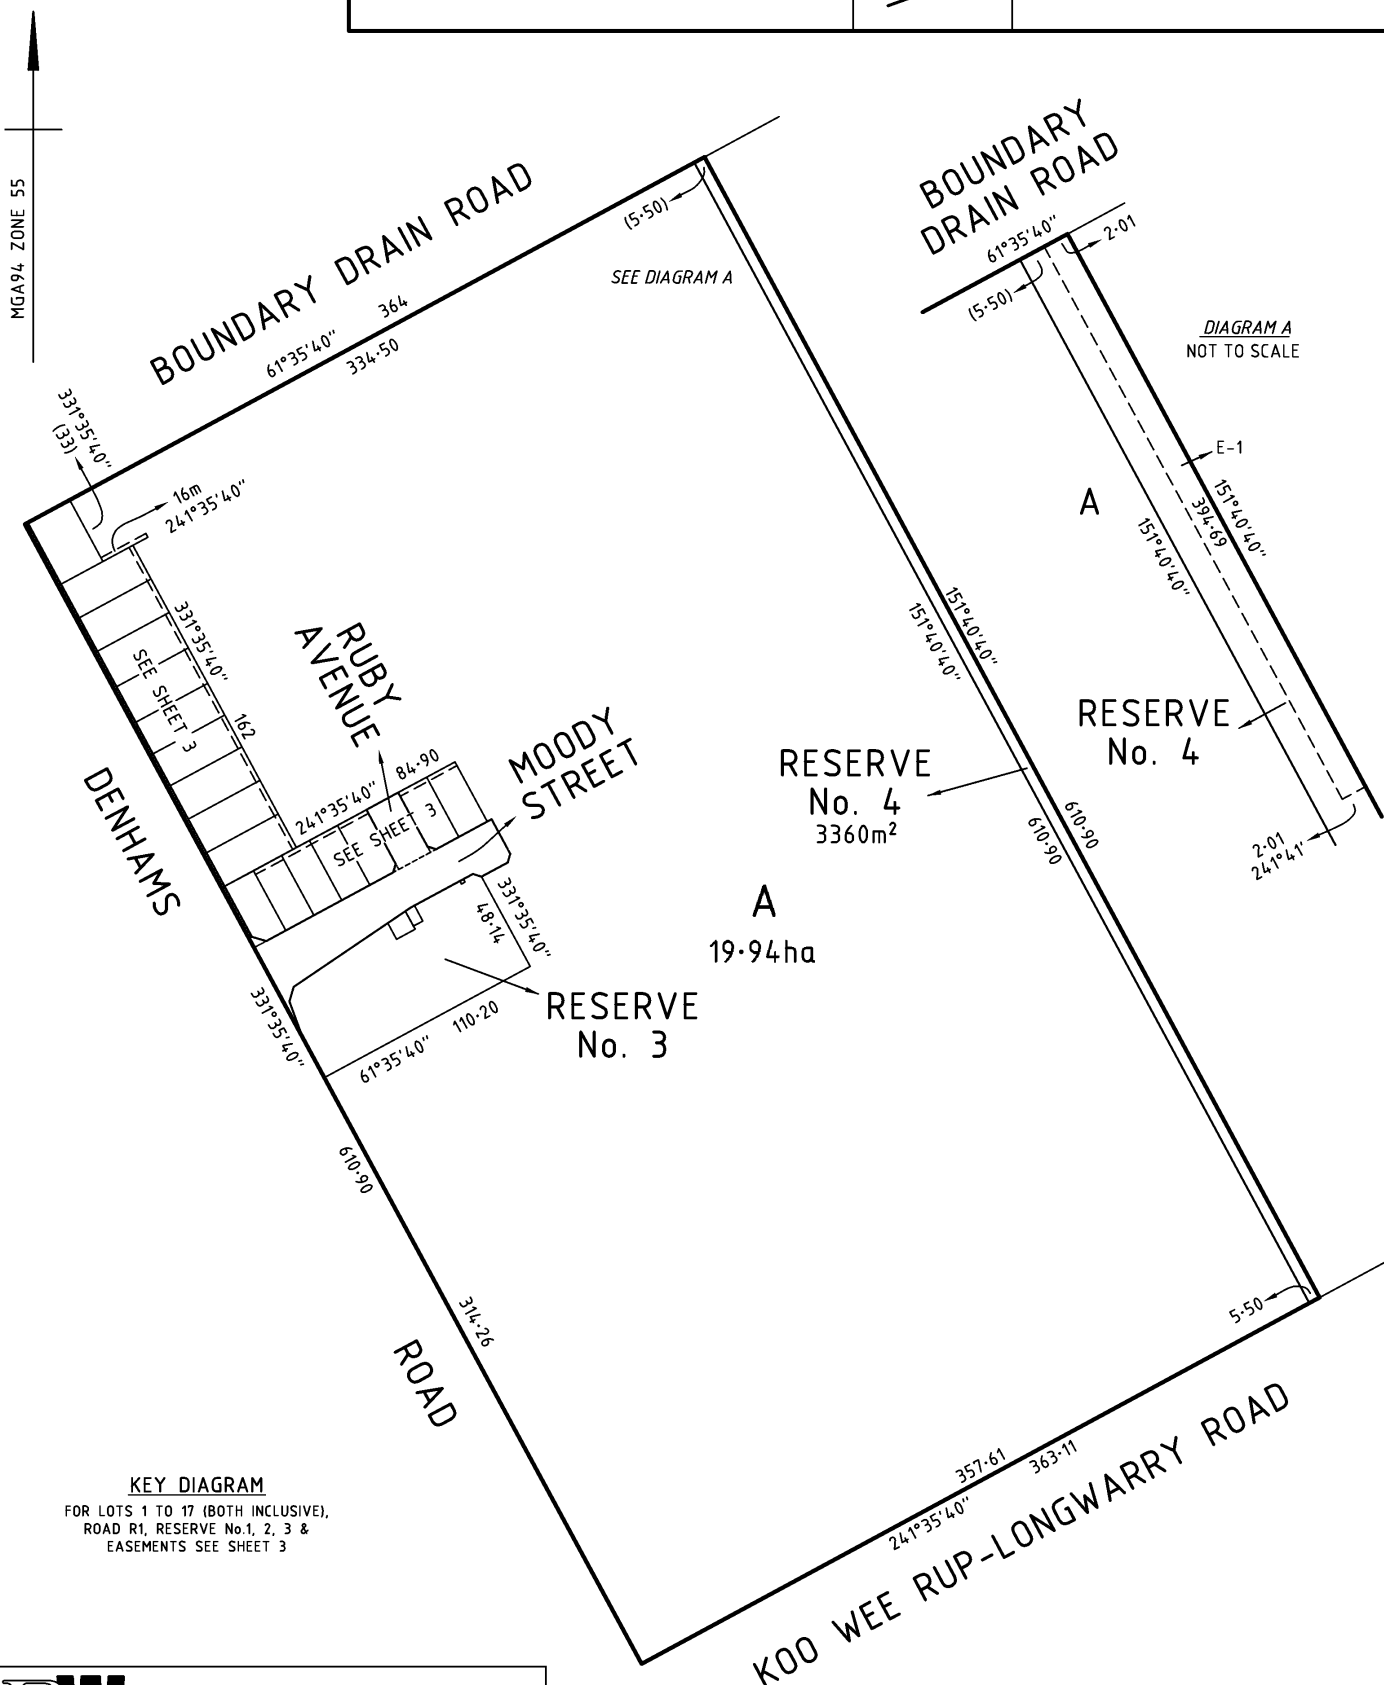 MGA94 ZONE 55
BOUNDARY DRAIN ROAD
364
61°35'40"
334·50
(5·50)
SEE DIAGRAM A
BOUNDARY
DRAIN ROAD
61°35'40"
2·01
(5·50)
DIAGRAM A
NOT TO SCALE
E-1
151°40'40"
394·69
151°40'40"
A
RESERVE
No. 4
2·01
241°41'
331°35'40"
(33)
16m
241°35'40"
331°35'40"
162
SEE SHEET 3
RUBY
AVENUE
MOODY
STREET
241°35'40"
84·90
SEE SHEET 3
DENHAMS
331°35'40"
48·14
RESERVE
No. 3
110·20
61°35'40"
331°35'40"
610·90
314·26
ROAD
151°40'40"
151°40'40"
RESERVE
No. 4
3360m²
610·90
610·90
A
19·94ha
5·50
357·61
363·11
241°35'40"
KOO WEE RUP-LONGWARRY ROAD
KEY DIAGRAM
FOR LOTS 1 TO 17 (BOTH INCLUSIVE),
ROAD R1, RESERVE No.1, 2, 3 &
EASEMENTS SEE SHEET 3